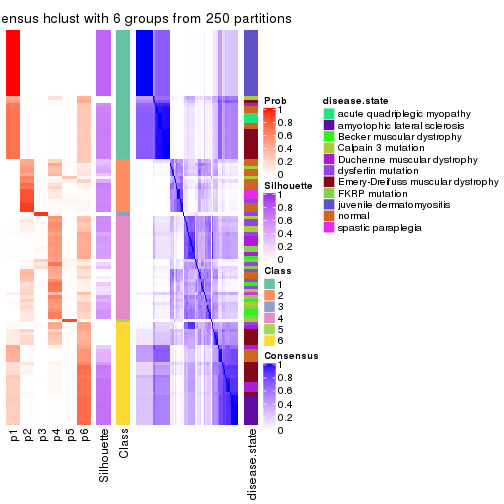 ensus hclust with 6 groups from 250 partitions
Prob
1
0.8
0.6
0.4
0.2
0
Silhouette
1
0.8
0.6
0.4
0.2
0
Class
1
2
3
4
5
6
Consensus
1
0.8
0.6
0.4
0.2
0
disease.state
acute quadriplegic myopathy
amyotophic lateral sclerosis
Becker muscular dystrophy
Calpain 3 mutation
Duchenne muscular dystrophy
dysferlin mutation
Emery-Dreifuss muscular dystrophy
FKRP mutation
juvenile dermatomyositis
normal
spastic paraplegia
p1
p2
p3
p4
p5
p6
Silhouette
Class
disease.state